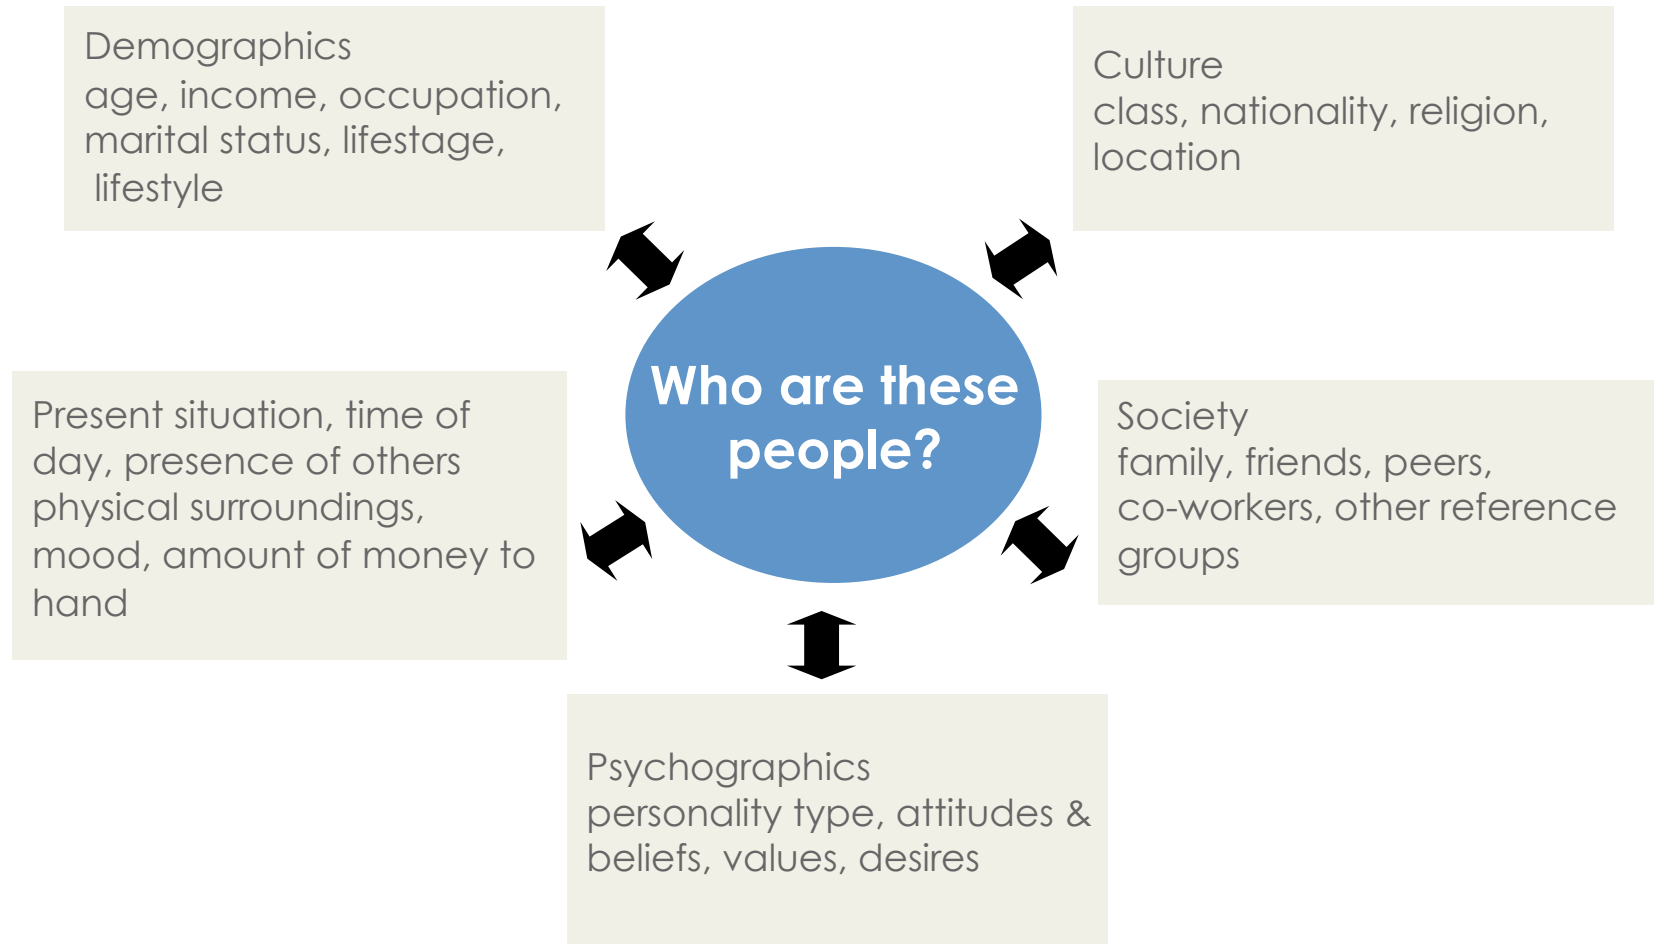 Demographics
age, income, occupation,
marital status, lifestage,
lifestyle
Culture
class, nationality, religion,
location
Who are these
people?
Present situation, time of
day, presence of others
physical surroundings,
mood, amount of money to
hand
Society
family, friends, peers,
co-workers, other reference
groups
Psychographics
personality type, attitudes &
beliefs, values, desires